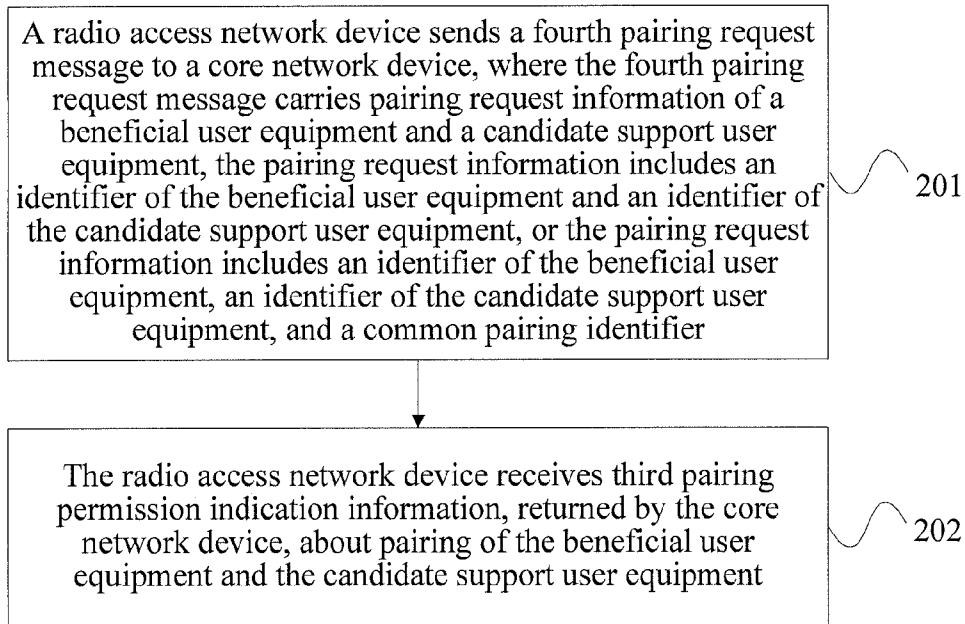 A radio access network device sends a fourth pairing request
message to a core network device, where the fourth pairing
request message carries pairing request information of a
beneficial user equipment and a candidate support user
equipment, the pairing request information includes an
identifier of the beneficial user equipment and an identifier of
the candidate support user equipment, or the pairing request
information includes an identifier of the beneficial user
equipment, an identifier of the candidate support user
equipment, and a common pairing identifier
201
The radio access network device receives third pairing
permission indication information, returned by the core
network device, about pairing of the beneficial user
equipment and the candidate support user equipment
202